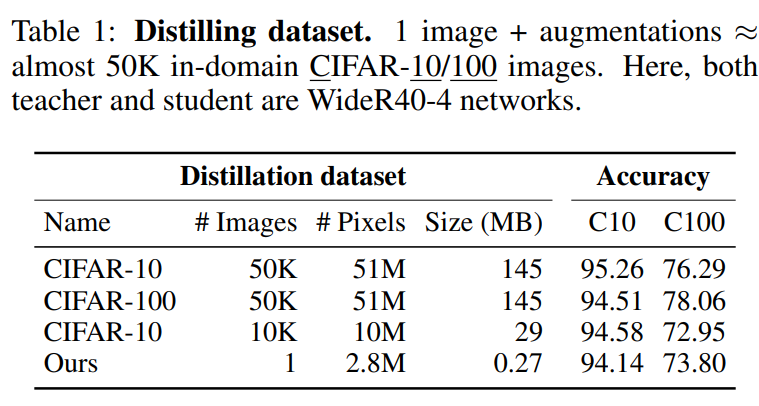 Table 1: Distilling dataset. 1 image + augmentations ≈
almost 50K in-domain CIFAR-10/100 images. Here, both
teacher and student are WideR40-4 networks.
Distillation dataset Accuracy
Name # Images # Pixels Size (MB) C10 C100
CIFAR-10 50K 51M 145 95.26 76.29
CIFAR-100 50K 51M 145 94.51 78.06
CIFAR-10 10K 10M 29 94.58 72.95
Ours 1 2.8M 0.27 94.14 73.80